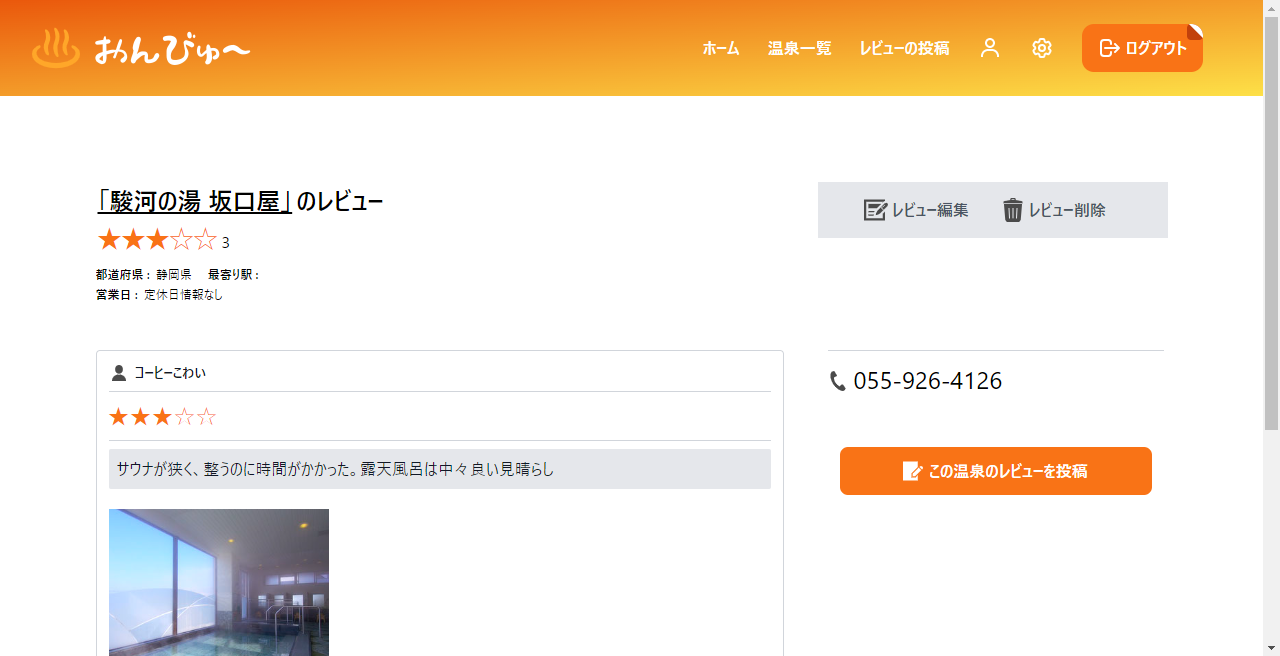 おんびゅ〜
ホーム 温泉一覧 レビューの投稿 ログアウト
「駿河の湯 坂口屋」のレビュー
レビュー編集 レビュー削除
★★★☆☆ 3
都道府県 : 静岡県 最寄り駅 :
営業日 : 定休日情報なし
コーヒーこわい
★★★☆☆
サウナが狭く、整うのに時間がかかった。露天風呂は中々良い見晴らし
055-926-4126
この温泉のレビューを投稿